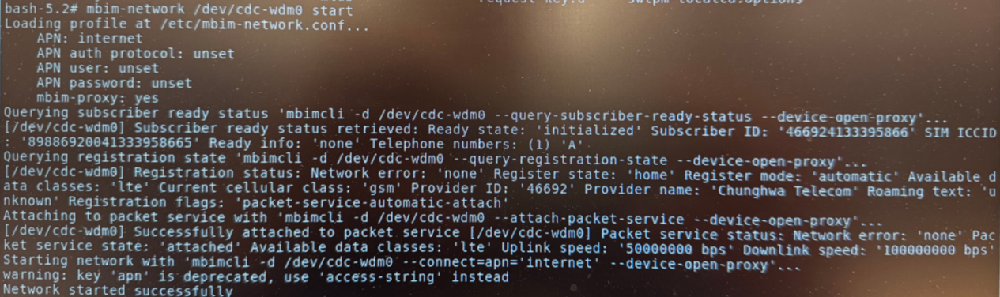 request-key.d     swtpm-localca.options
bash-5.2# mbim-network /dev/cdc-wdm0 start
Loading profile at /etc/mbim-network.conf...
    APN: internet
    APN auth protocol: unset
    APN user: unset
    APN password: unset
    mbim-proxy: yes
Querying subscriber ready status 'mbimcli -d /dev/cdc-wdm0 --query-subscriber-ready-status --device-open-proxy'...
[/dev/cdc-wdm0] Subscriber ready status retrieved: Ready state: 'initialized' Subscriber ID: '466924133395866' SIM ICCID
: '89886920041333958665' Ready info: 'none' Telephone numbers: (1) 'A'
Querying registration state 'mbimcli -d /dev/cdc-wdm0 --query-registration-state --device-open-proxy'...
[/dev/cdc-wdm0] Registration status: Network error: 'none' Register state: 'home' Register mode: 'automatic' Available d
ata classes: 'lte' Current cellular class: 'gsm' Provider ID: '46692' Provider name: 'Chunghwa Telecom' Roaming text: 'u
nknown' Registration flags: 'packet-service-automatic-attach'
Attaching to packet service with 'mbimcli -d /dev/cdc-wdm0 --attach-packet-service --device-open-proxy'...
[/dev/cdc-wdm0] Successfully attached to packet service [/dev/cdc-wdm0] Packet service status: Network error: 'none' Pac
ket service state: 'attached' Available data classes: 'lte' Uplink speed: '50000000 bps' Downlink speed: '100000000 bps'
Starting network with 'mbimcli -d /dev/cdc-wdm0 --connect=apn='internet' --device-open-proxy'...
warning: key 'apn' is deprecated, use 'access-string' instead
Network started successfully